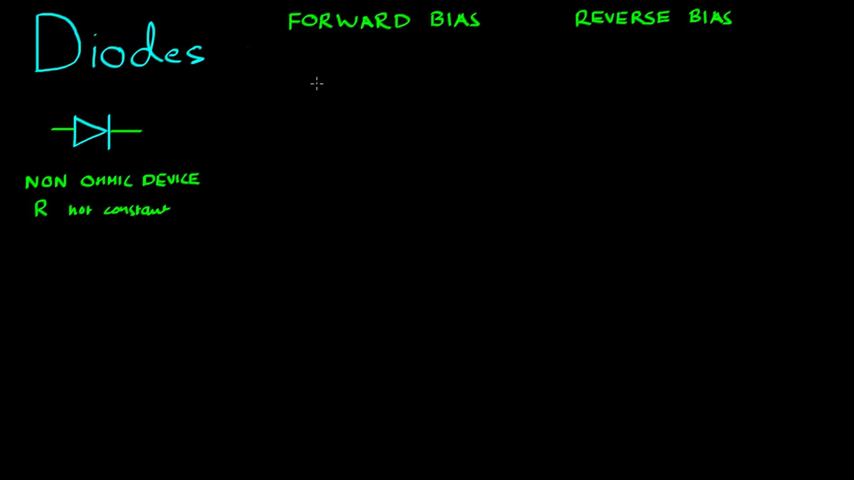 Diodes
FORWARD BIAS
REVERSE BIAS
NON OHMIC DEVICE
R not constant